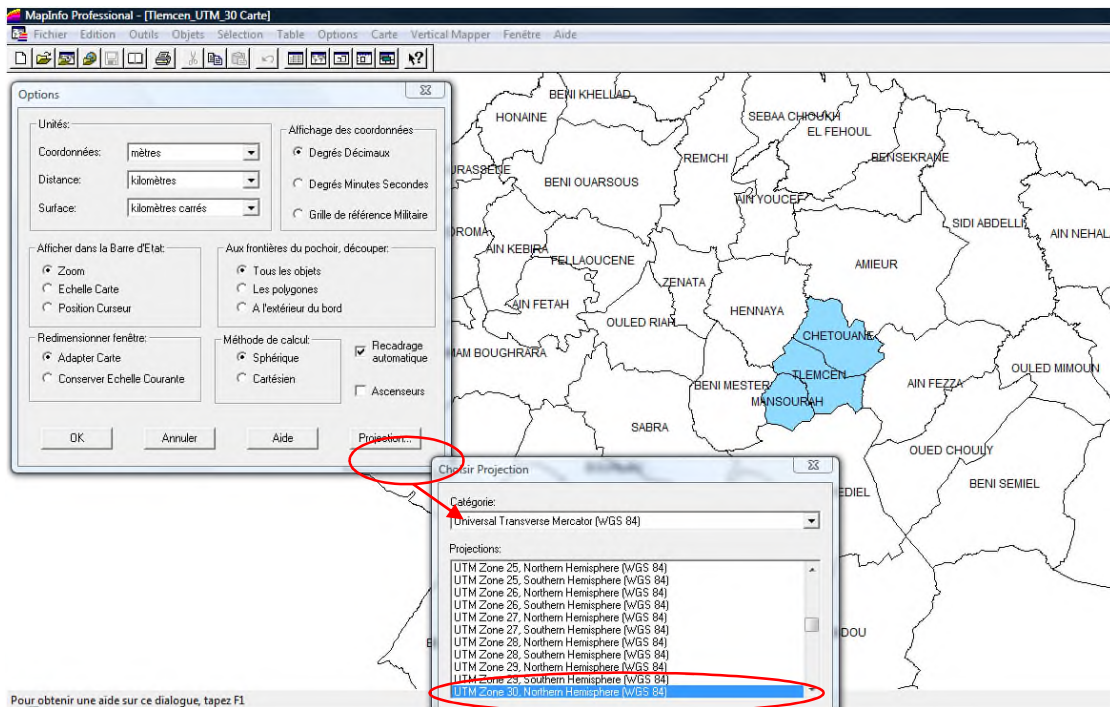 MapInfo Professional - [Tlemcen_UTM_30 Carte]
Fichier Edition Outils Objets Sélection Table Options Carte Vertical Mapper Fenêtre Aide
Options
Unités:
Coordonnées: mètres
Distance: kilomètres
Surface: kilomètres carrés
Affichage des coordonnées
Degrés Décimaux
Degrés Minutes Secondes
Grille de référence Militaire
Afficher dans la Barre d'Etat:
Zoom
Echelle Carte
Position Curseur
Aux frontières du pochoir, découper:
Tous les objets
Les polygones
A l'extérieur du bord
Redimensionner fenêtre:
Adapter Carte
Conserver Echelle Courante
Méthode de calcul:
Sphérique
Cartésien
Recadrage
automatique
Ascenseurs
OK Annuler Aide Projection...
BENI KHELLAD
HONAINE
SEBAA CHIOUKH
EL FEHOUL
REMCHI
BENSEKRANE
BENI OUARSOUS
AIN YOUCEF
SIDI ABDELLI
AIN NEHAL
AIN KEBIRA
FELLAOUCENE
AMIEUR
ZENATA
AIN FETAH
HENNAYA
OULED RIAH
CHETOUANE
MAM BOUGHRARA
TLEMCEN
OULED MIMOUN
BENI MESTER
AIN FEZZA
MANSOURAH
SABRA
OUED CHOULY
BENI SEMIEL
EDIEL
DOU
Choisir Projection
Catégorie:
Universal Transverse Mercator (WGS 84)
Projections:
UTM Zone 25, Northern Hemisphere (WGS 84)
UTM Zone 25, Southern Hemisphere (WGS 84)
UTM Zone 26, Northern Hemisphere (WGS 84)
UTM Zone 26, Southern Hemisphere (WGS 84)
UTM Zone 27, Northern Hemisphere (WGS 84)
UTM Zone 27, Southern Hemisphere (WGS 84)
UTM Zone 28, Northern Hemisphere (WGS 84)
UTM Zone 28, Southern Hemisphere (WGS 84)
UTM Zone 29, Northern Hemisphere (WGS 84)
UTM Zone 29, Southern Hemisphere (WGS 84)
UTM Zone 30, Northern Hemisphere (WGS 84)
Pour obtenir une aide sur ce dialogue, tapez F1